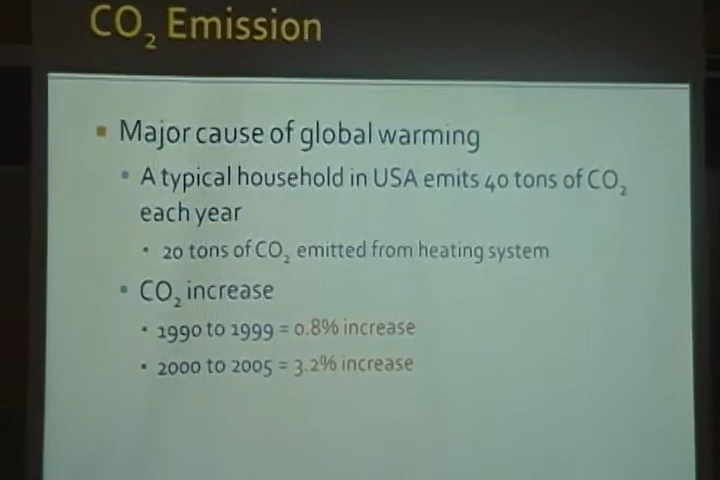 CO₂ Emission
Major cause of global warming
A typical household in USA emits 40 tons of CO₂
each year
20 tons of CO₂ emitted from heating system
CO₂ increase
1990 to 1999 = 0.8% increase
2000 to 2005 = 3.2% increase